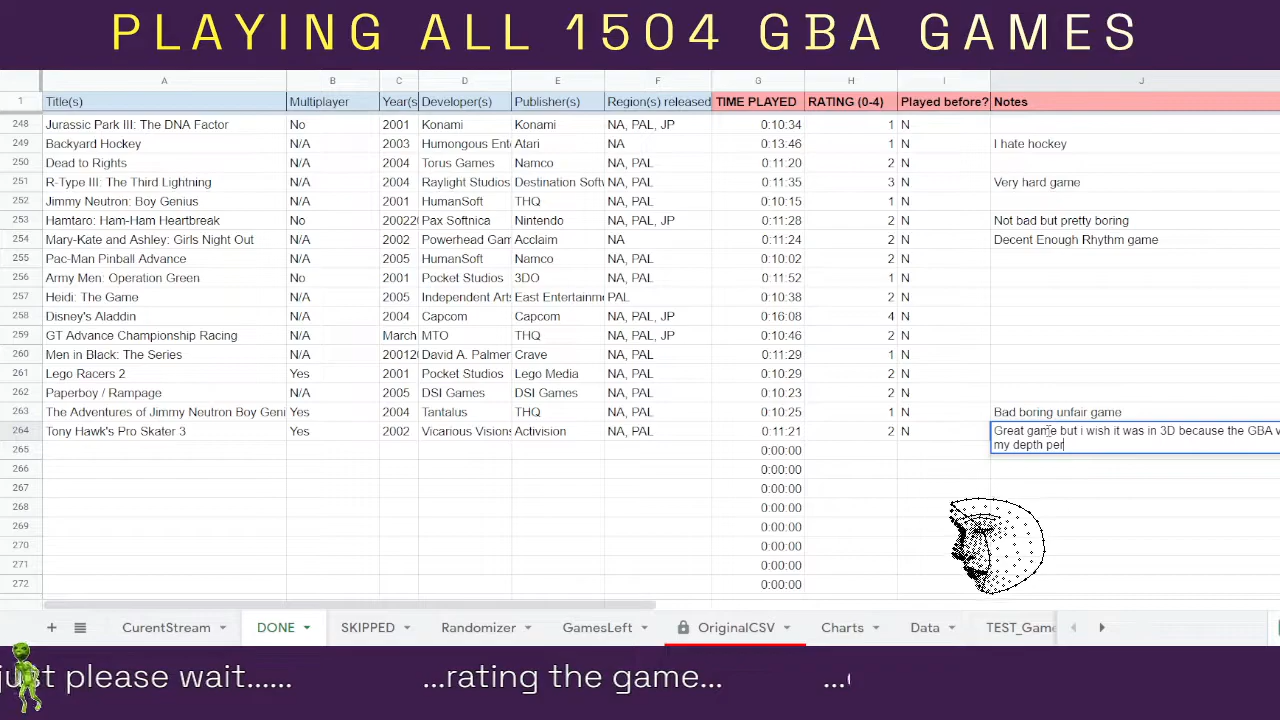 PLAYING ALL 1504 GBA GAMES
A B C D E F G H I J
1 Title(s) Multiplayer Year(s Developer(s) Publisher(s) Region(s) released TIME PLAYED RATING (0-4) Played before? Notes
248 Jurassic Park III: The DNA Factor No 2001 Konami Konami NA, PAL, JP 0:10:34 1 N
249 Backyard Hockey N/A 2003 Humongous Ent Atari NA 0:13:46 1 N I hate hockey
250 Dead to Rights N/A 2004 Torus Games Namco NA, PAL 0:11:20 2 N
251 R-Type III: The Third Lightning N/A 2004 Raylight Studios Destination Softw NA, PAL 0:11:35 3 N Very hard game
252 Jimmy Neutron: Boy Genius N/A 2001 HumanSoft THQ NA, PAL 0:10:15 1 N
253 Hamtaro: Ham-Ham Heartbreak No 200220 Pax Softnica Nintendo NA, PAL, JP 0:11:28 2 N Not bad but pretty boring
254 Mary-Kate and Ashley: Girls Night Out N/A 2002 Powerhead Gam Acclaim NA 0:11:24 2 N Decent Enough Rhythm game
255 Pac-Man Pinball Advance N/A 2005 HumanSoft Namco NA, PAL 0:10:02 2 N
256 Army Men: Operation Green No 2001 Pocket Studios 3DO NA, PAL 0:11:52 1 N
257 Heidi: The Game N/A 2005 Independent Arts East Entertainme PAL 0:10:38 2 N
258 Disney's Aladdin N/A 2004 Capcom Capcom NA, PAL, JP 0:16:08 4 N
259 GT Advance Championship Racing N/A March MTO THQ NA, PAL, JP 0:10:46 2 N
260 Men in Black: The Series N/A 200120 David A. Palmer Crave NA, PAL 0:11:29 1 N
261 Lego Racers 2 Yes 2001 Pocket Studios Lego Media NA, PAL 0:10:29 2 N
262 Paperboy / Rampage N/A 2005 DSI Games DSI Games NA, PAL 0:10:23 2 N
263 The Adventures of Jimmy Neutron Boy Geni Yes 2004 Tantalus THQ NA, PAL 0:10:25 1 N Bad boring unfair game
264 Tony Hawk's Pro Skater 3 Yes 2002 Vicarious Visions Activision NA, PAL 0:11:21 2 N Great game but i wish it was in 3D because the GBA v
my depth per
265 0:00:00
266 0:00:00
267 0:00:00
268 0:00:00
269 0:00:00
270 0:00:00
271 0:00:00
272 0:00:00
+ CurentStream DONE SKIPPED Randomizer GamesLeft OriginalCSV Charts Data TEST_Game
just please wait...... ...rating the game... ...